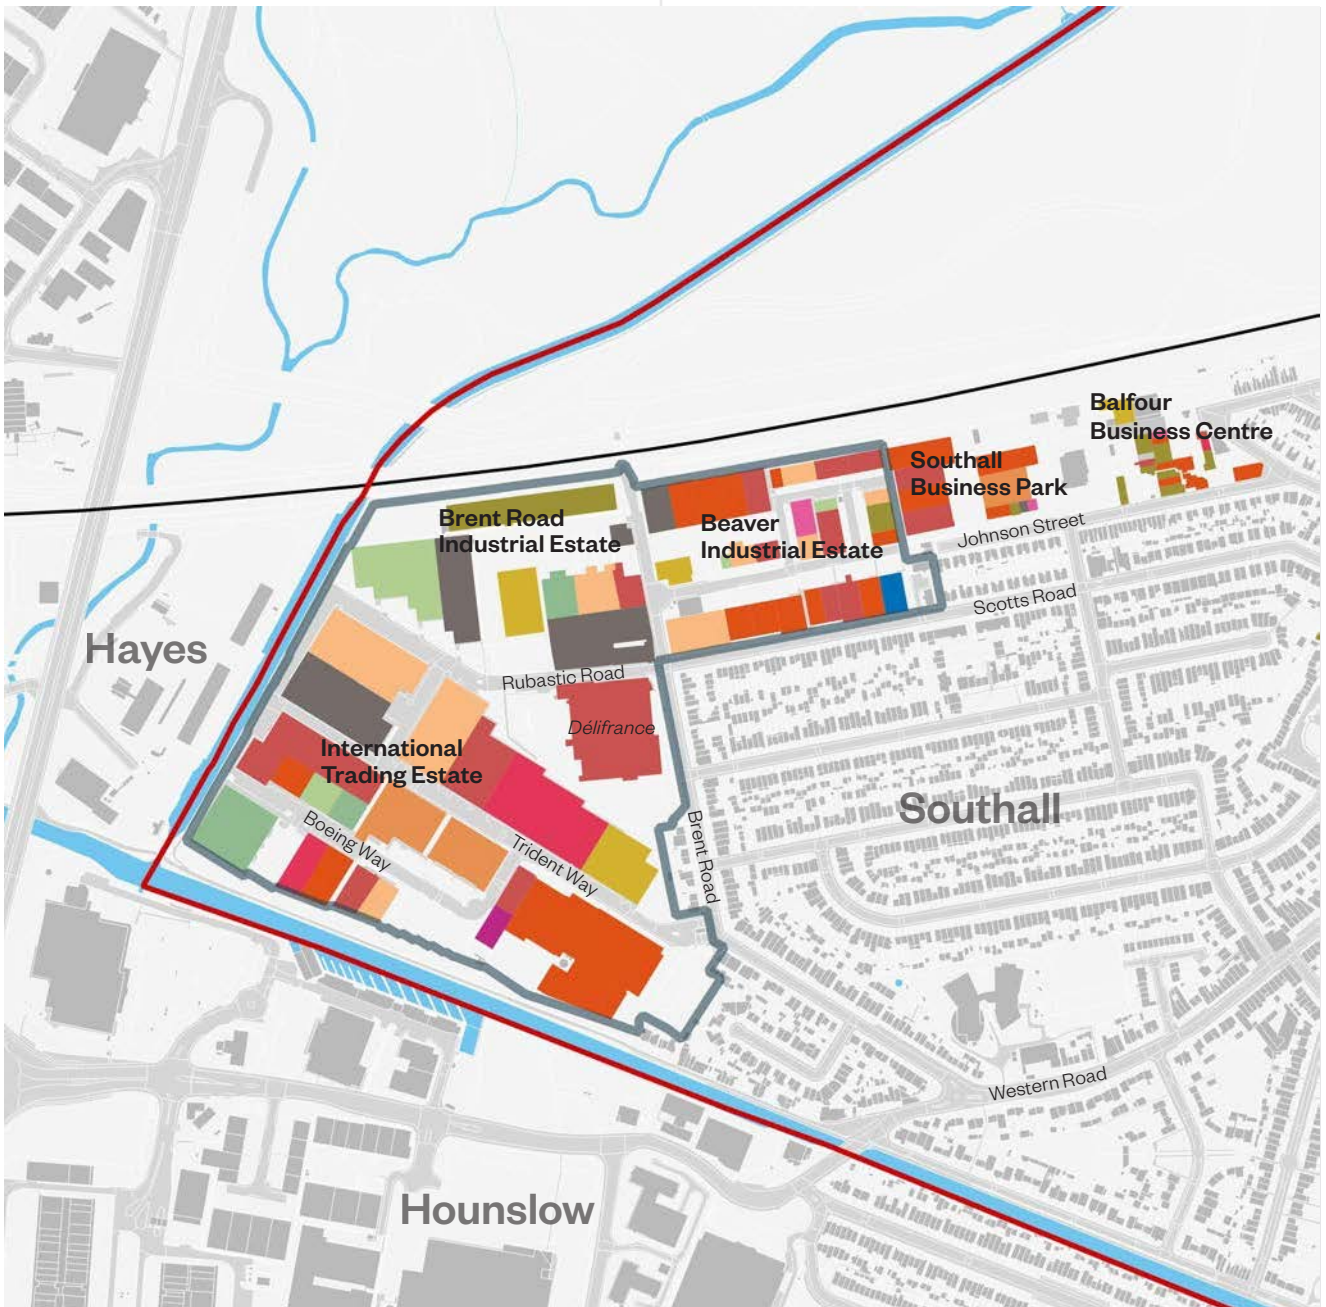 Balfour
Business Centre
Southall
Business Park
Brent Road
Industrial Estate
Beaver
Industrial Estate
Johnson Street
Scotts Road
Hayes
Rubastic Road
Délifrance
International
Trading Estate
Southall
Boeing Way
Trident Way
Brent Road
Western Road
Hounslow